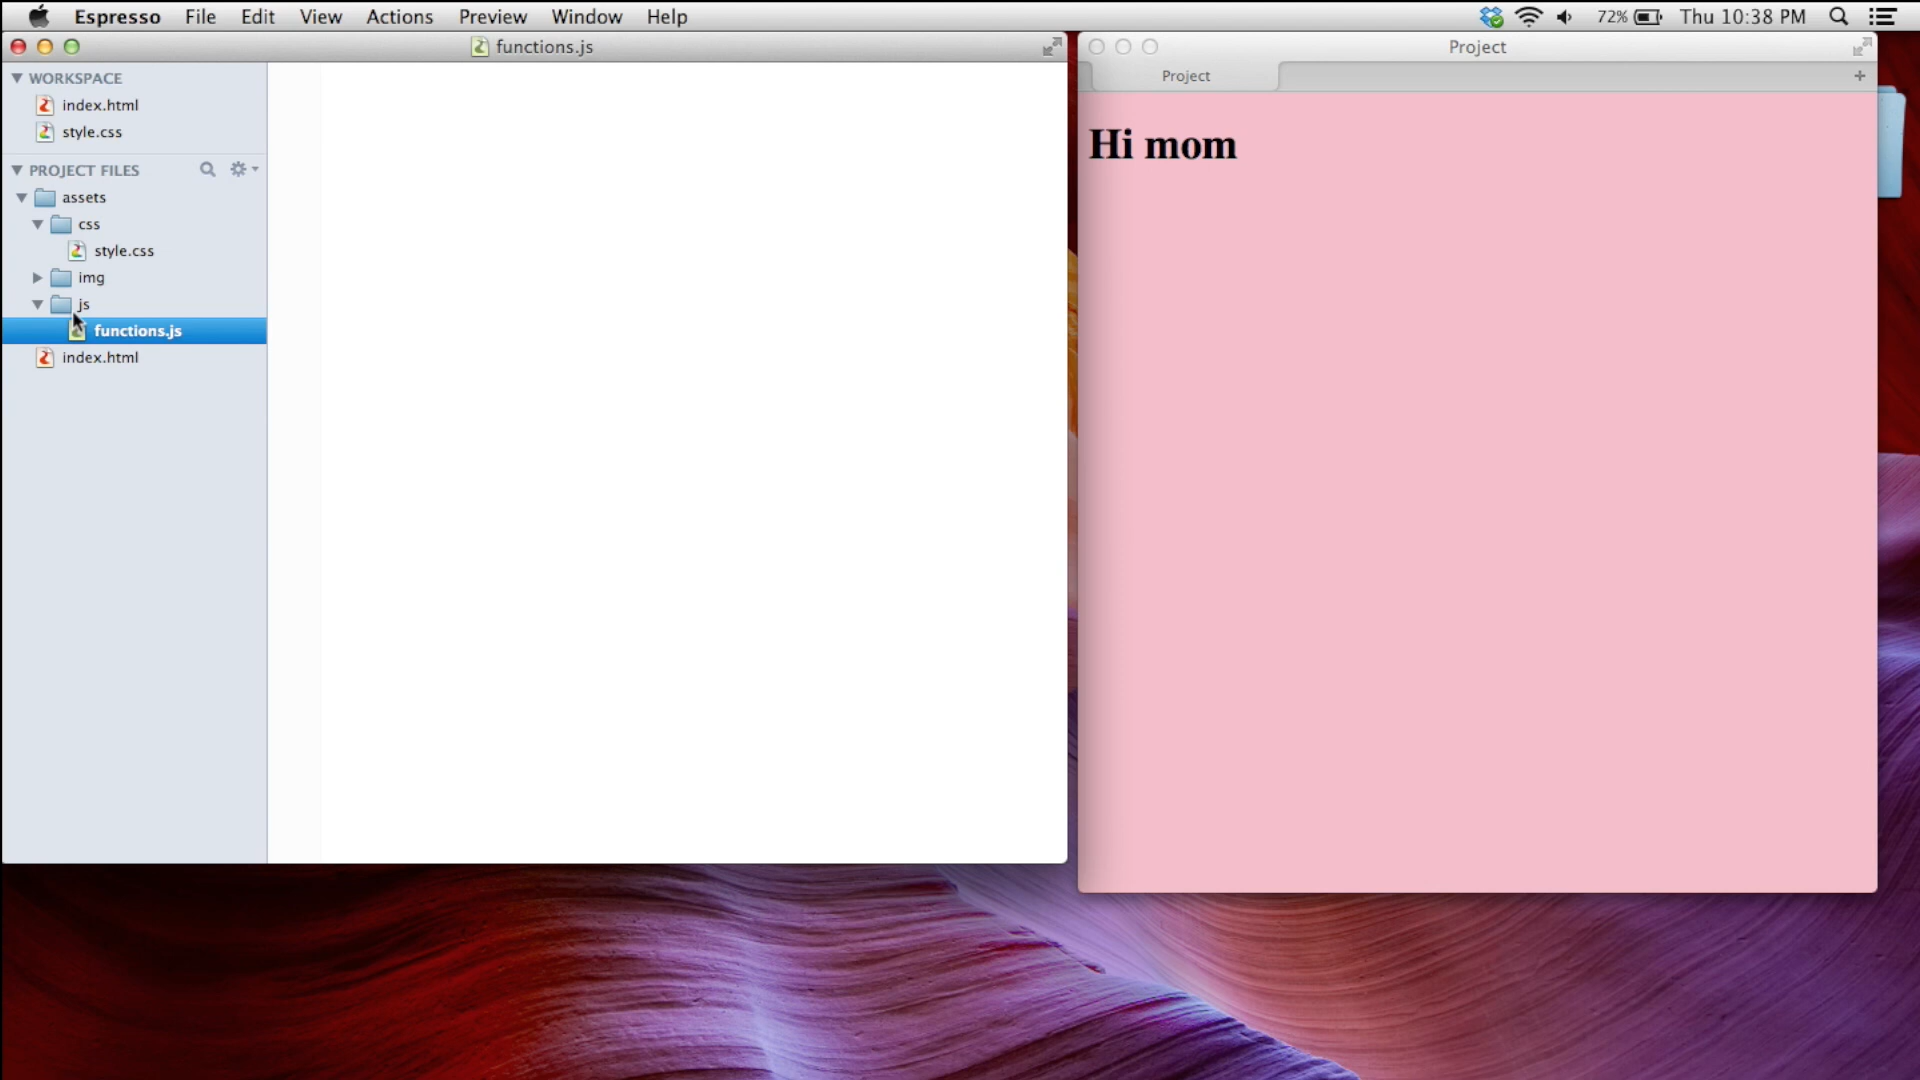 Espresso File Edit View Actions Preview Window Help 72% Thu 10:38 PM
functions.js
WORKSPACE
index.html
style.css
PROJECT FILES
assets
css
style.css
img
js
functions.js
index.html
Project
Project
Hi mom